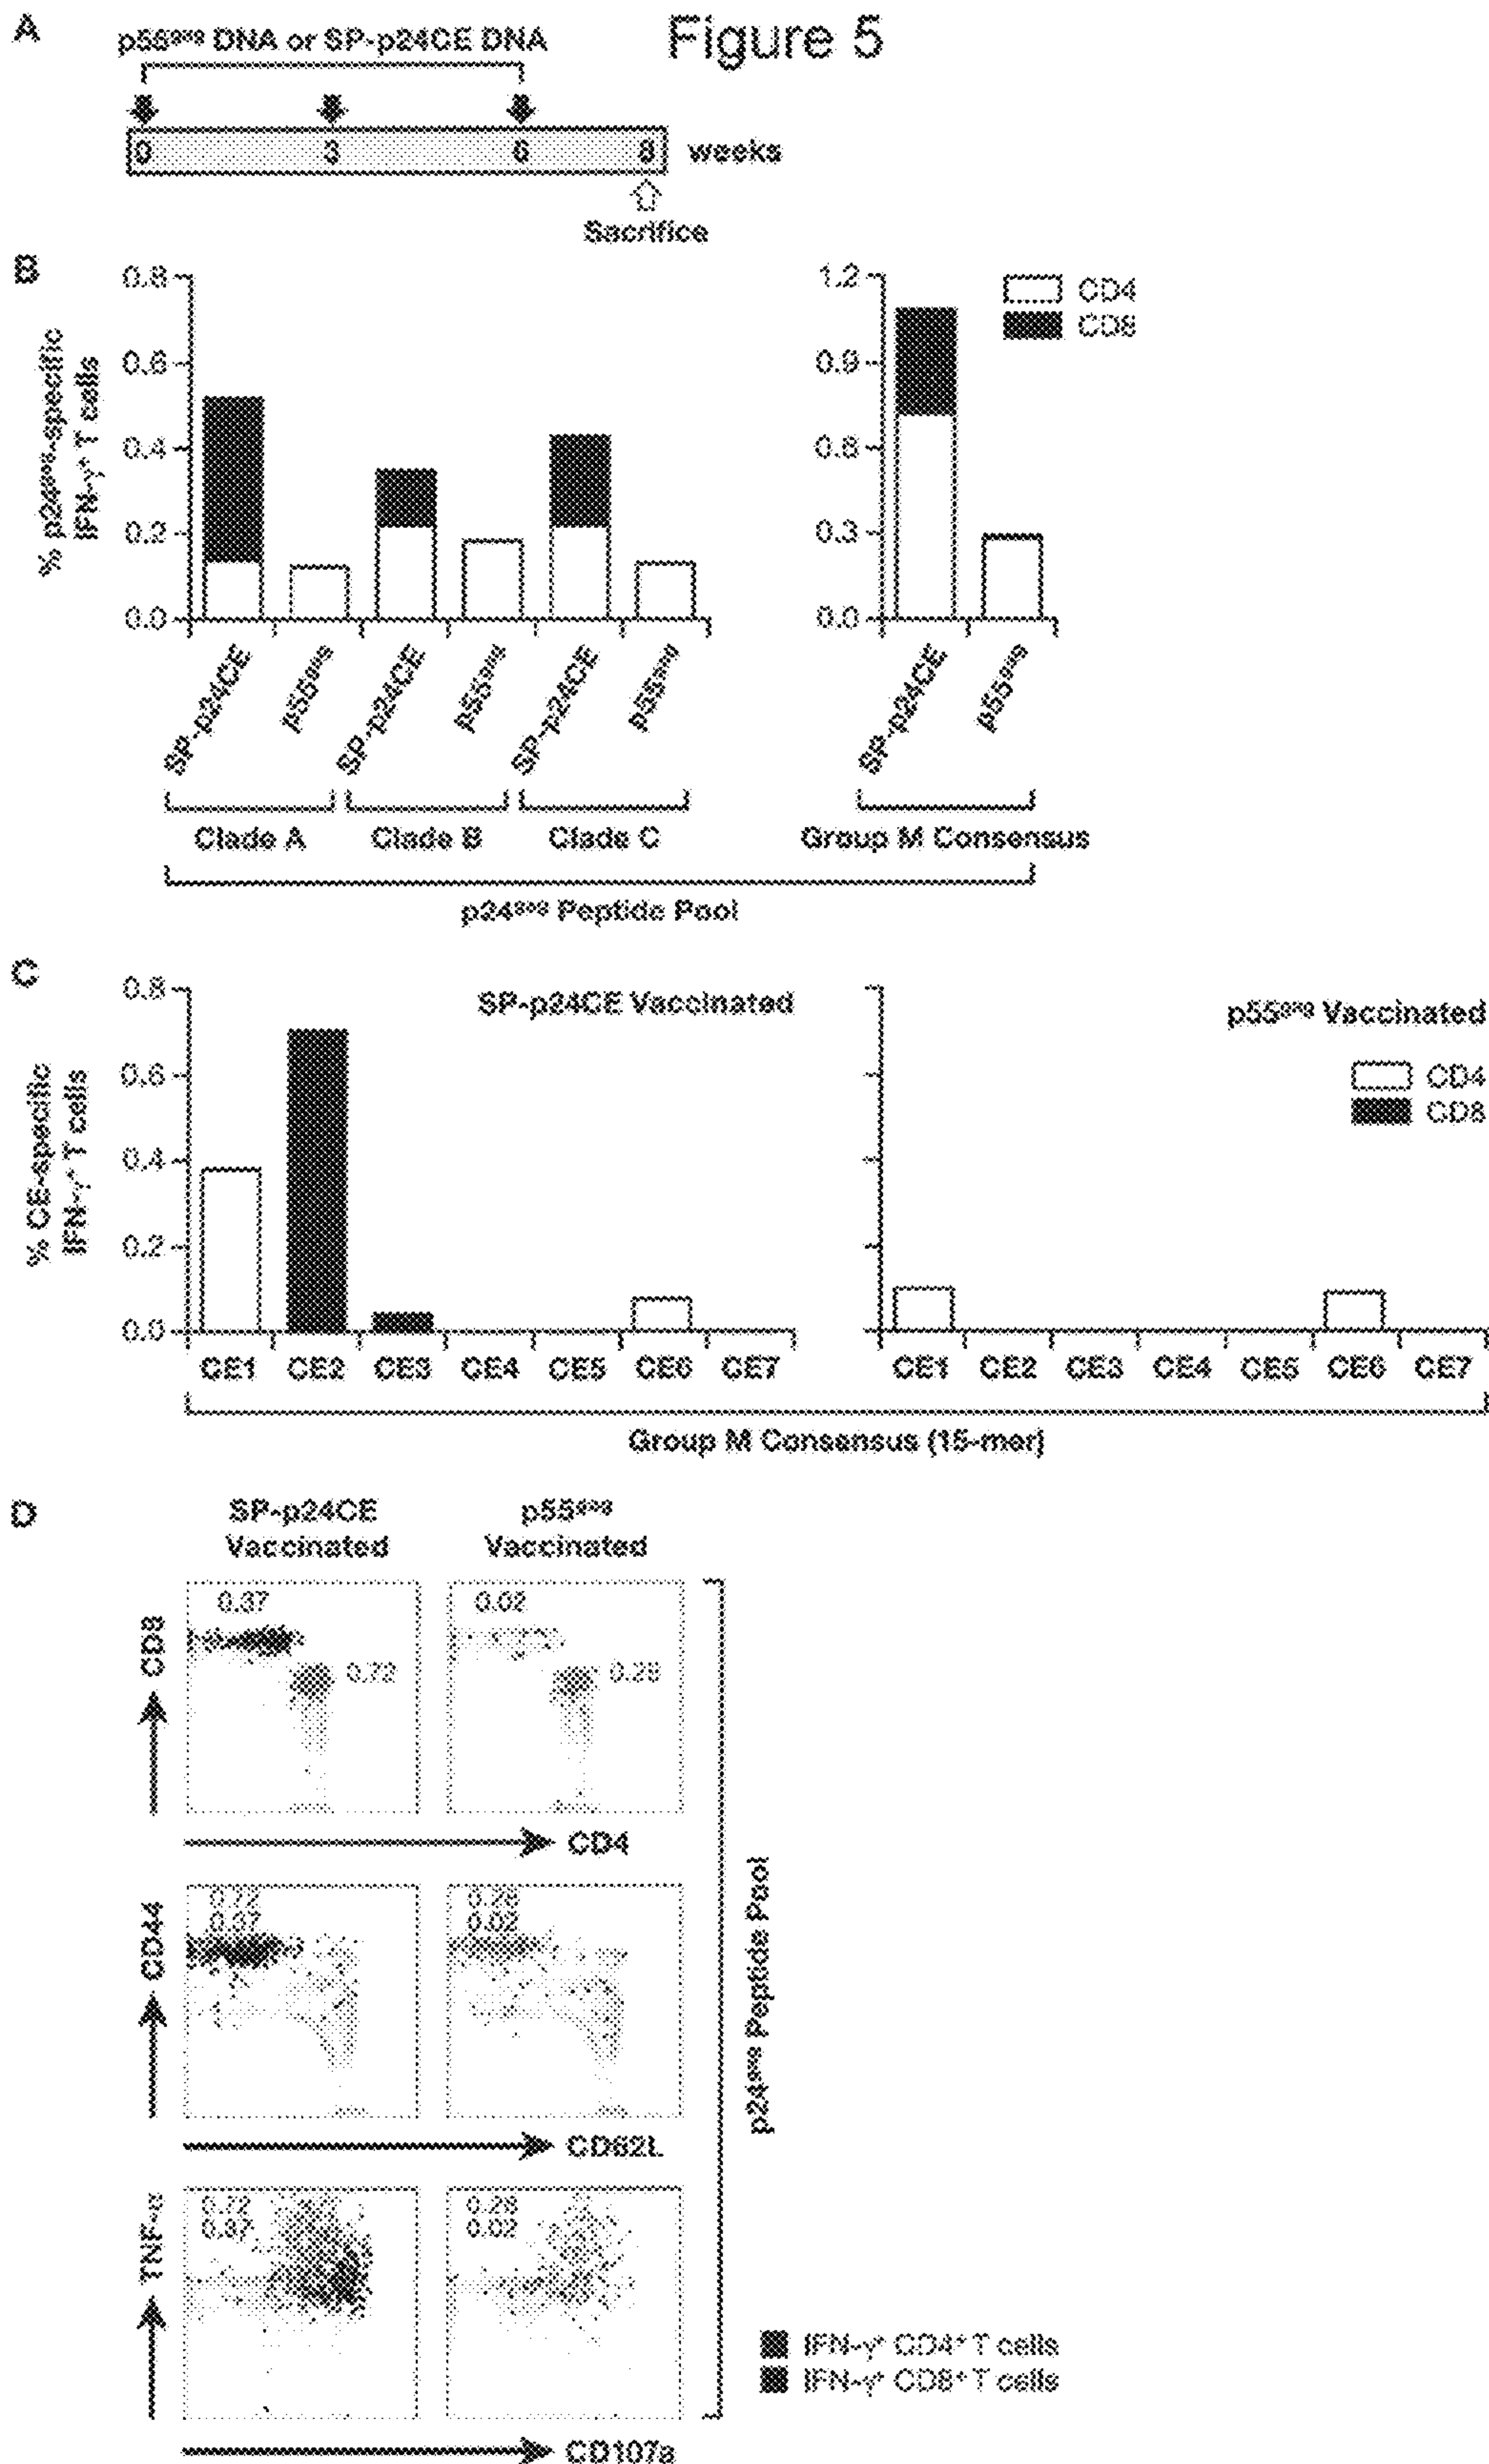 Figure 5
A
p55gag DNA or SP-p24CE DNA
0 3 6 8 weeks
Sacrifice
B
% p24gag-specific
IFN-γ+ T cells
0.8
0.6
0.4
0.2
0.0
1.2
0.9
0.6
0.3
0.0
CD4
CD8
SP-p24CE p55gag SP-p24CE p55gag SP-p24CE p55gag SP-p24CE p55gag
Clade A Clade B Clade C Group M Consensus
p24gag Peptide Pool
C
% CE-specific
IFN-γ+ T cells
0.8
0.6
0.4
0.2
0.0
SP-p24CE Vaccinated
p55gag Vaccinated
CD4
CD8
CE1 CE2 CE3 CE4 CE5 CE6 CE7 CE1 CE2 CE3 CE4 CE5 CE6 CE7
Group M Consensus (15-mer)
D
SP-p24CE
Vaccinated
p55gag
Vaccinated
CD8
0.37
0.72
0.02
0.28
CD4
CD44
0.72
0.37
0.28
0.02
CD62L
TNF-α
0.72
0.37
0.28
0.02
CD107a
p24gag Peptide Pool
IFN-γ+ CD4+ T cells
IFN-γ+ CD8+ T cells